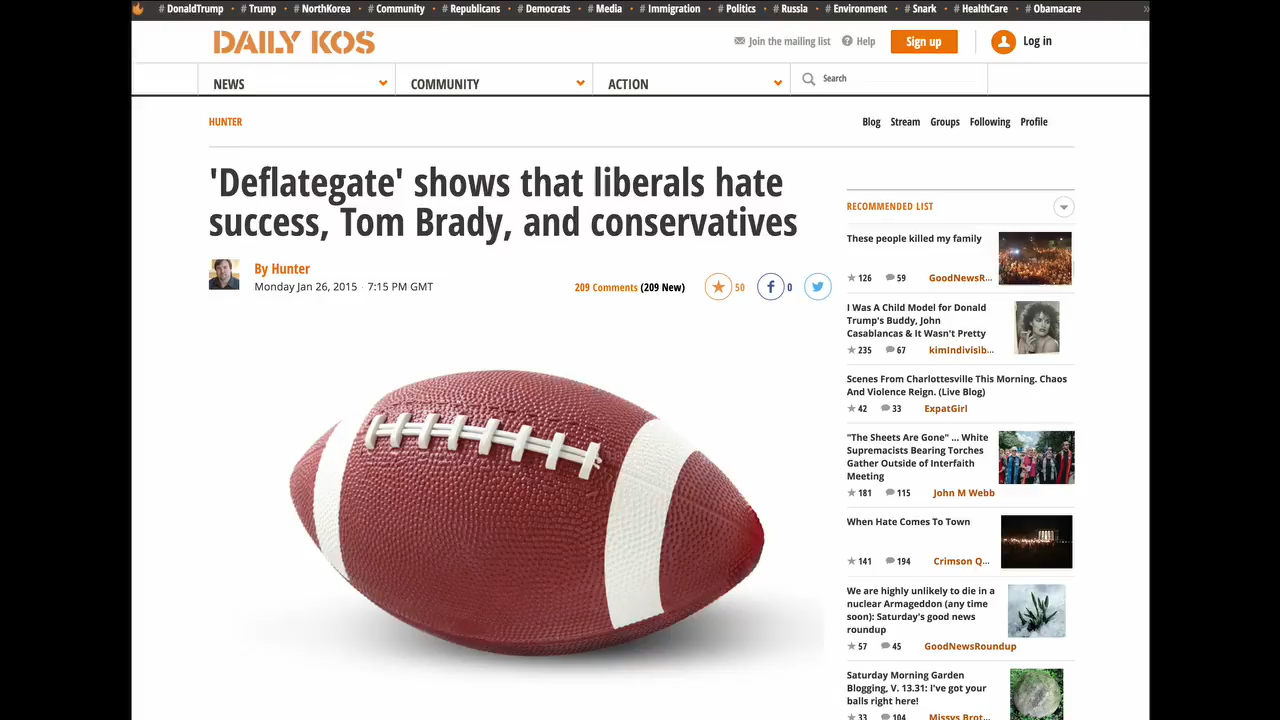 # DonaldTrump • # Trump • # NorthKorea • # Community • # Republicans • # Democrats • # Media • # Immigration • # Politics • # Russia • # Environment • # Snark • # HealthCare • # Obamacare »
DAILY KOS
Join the mailing list
Help
Sign up
Log in
NEWS
COMMUNITY
ACTION
Search
HUNTER
Blog Stream Groups Following Profile
'Deflategate' shows that liberals hate
success, Tom Brady, and conservatives
By Hunter
Monday Jan 26, 2015 · 7:15 PM GMT
209 Comments (209 New)
50
f 0
RECOMMENDED LIST
These people killed my family
126 59 GoodNewsR...
I Was A Child Model for Donald
Trump's Buddy, John
Casablancas & It Wasn't Pretty
235 67 kimIndivisib...
Scenes From Charlottesville This Morning. Chaos
And Violence Reign. (Live Blog)
42 33 ExpatGirl
"The Sheets Are Gone" ... White
Supremacists Bearing Torches
Gather Outside of Interfaith
Meeting
181 115 John M Webb
When Hate Comes To Town
141 194 Crimson Q...
We are highly unlikely to die in a
nuclear Armageddon (any time
soon): Saturday's good news
roundup
57 45 GoodNewsRoundup
Saturday Morning Garden
Blogging, V. 13.31: I've got your
balls right here!
33 104 Missys Brot...